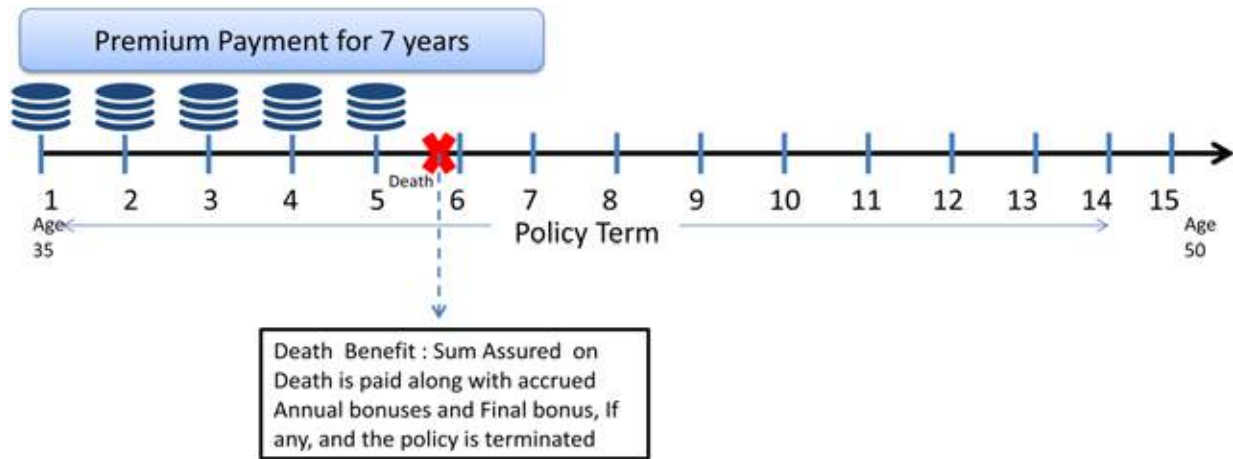 Premium Payment for 7 years
Death
1 2 3 4 5 6 7 8 9 10 11 12 13 14 15
Age
35
Policy Term
Age
50
Death Benefit : Sum Assured on
Death is paid along with accrued
Annual bonuses and Final bonus, If
any, and the policy is terminated